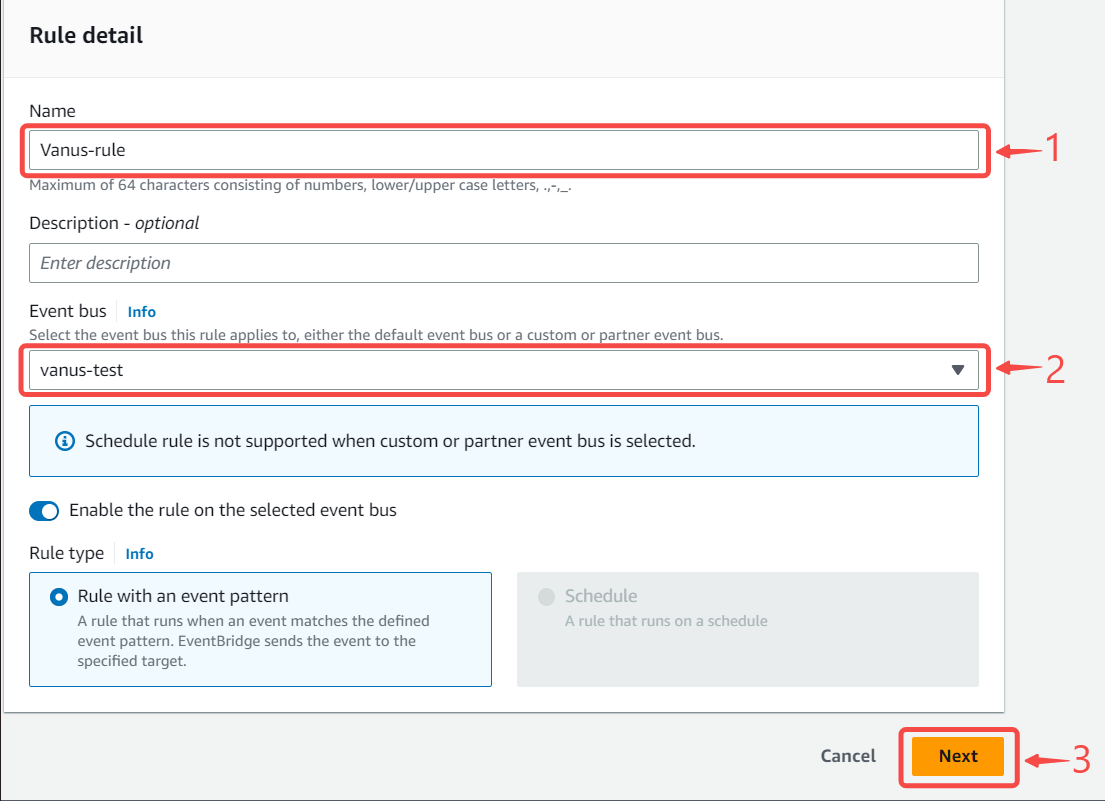 Rule detail
Name
Vanus-rule
1
Maximum of 64 characters consisting of numbers, lower/upper case letters, .,-,_.
Description - optional
Enter description
Event bus Info
Select the event bus this rule applies to, either the default event bus or a custom or partner event bus.
vanus-test
2
Schedule rule is not supported when custom or partner event bus is selected.
Enable the rule on the selected event bus
Rule type Info
Rule with an event pattern
A rule that runs when an event matches the defined
event pattern. EventBridge sends the event to the
specified target.
Schedule
A rule that runs on a schedule
Cancel
Next
3